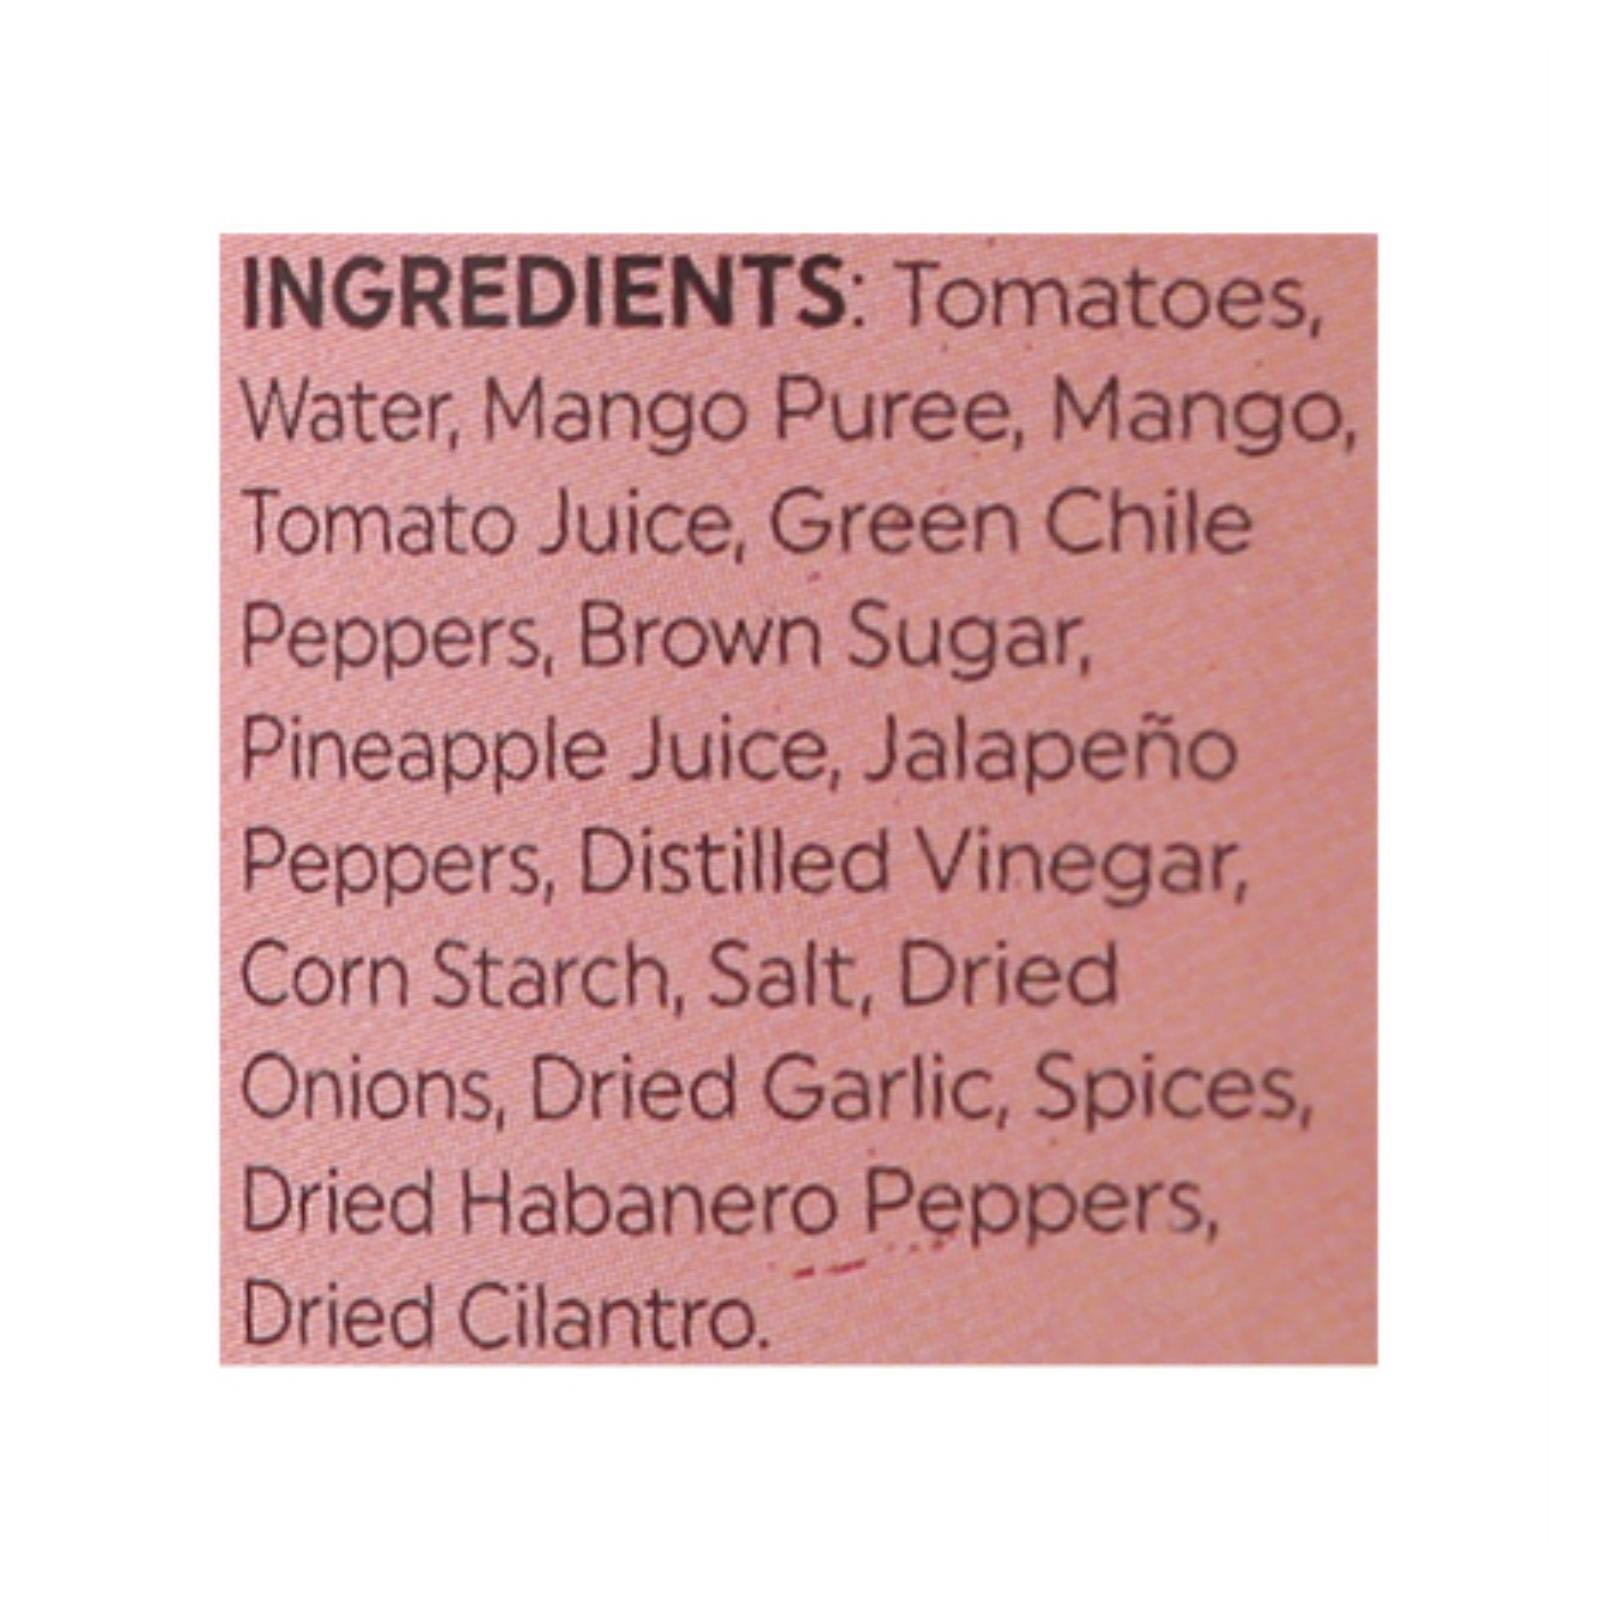 INGREDIENTS: Tomatoes,
Water, Mango Puree, Mango,
Tomato Juice, Green Chile
Peppers, Brown Sugar,
Pineapple Juice, Jalapeño
Peppers, Distilled Vinegar,
Corn Starch, Salt, Dried
Onions, Dried Garlic, Spices,
Dried Habanero Peppers,
Dried Cilantro.